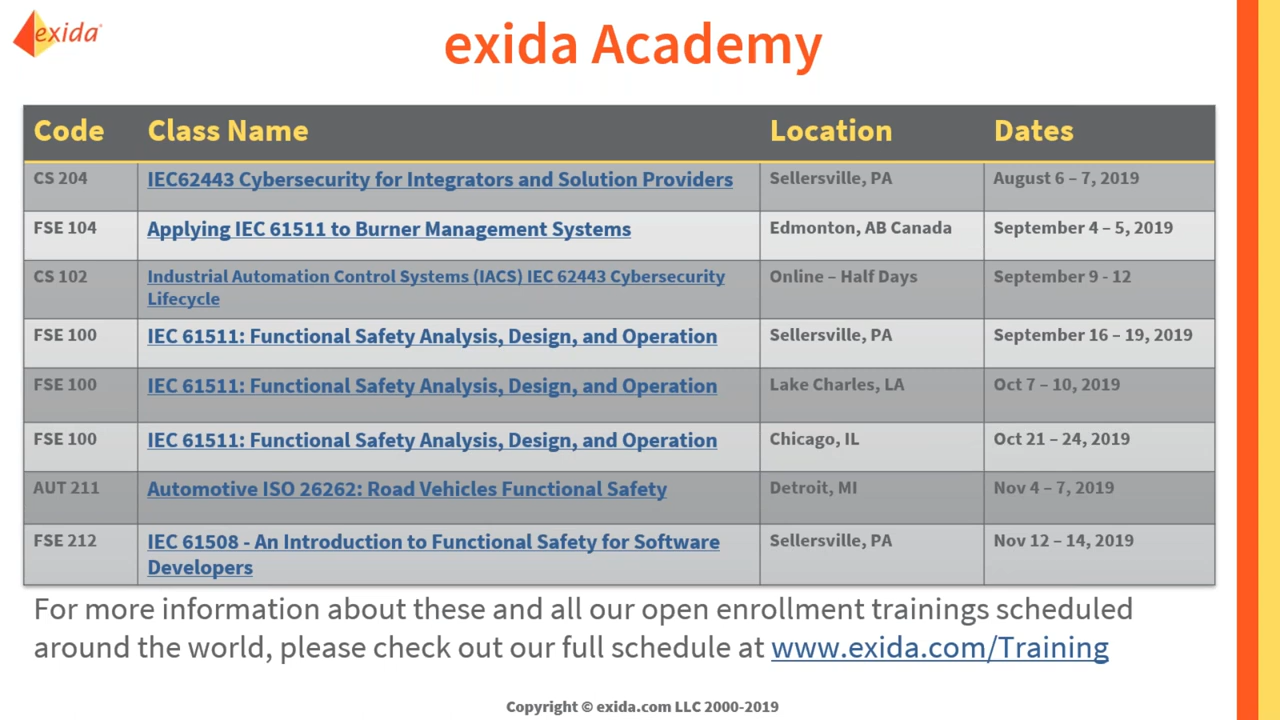 exida
exida Academy
Code Class Name Location Dates
CS 204 IEC62443 Cybersecurity for Integrators and Solution Providers Sellersville, PA August 6 – 7, 2019
FSE 104 Applying IEC 61511 to Burner Management Systems Edmonton, AB Canada September 4 – 5, 2019
CS 102 Industrial Automation Control Systems (IACS) IEC 62443 Cybersecurity Online – Half Days September 9 - 12
Lifecycle
FSE 100 IEC 61511: Functional Safety Analysis, Design, and Operation Sellersville, PA September 16 – 19, 2019
FSE 100 IEC 61511: Functional Safety Analysis, Design, and Operation Lake Charles, LA Oct 7 – 10, 2019
FSE 100 IEC 61511: Functional Safety Analysis, Design, and Operation Chicago, IL Oct 21 – 24, 2019
AUT 211 Automotive ISO 26262: Road Vehicles Functional Safety Detroit, MI Nov 4 – 7, 2019
FSE 212 IEC 61508 - An Introduction to Functional Safety for Software Sellersville, PA Nov 12 – 14, 2019
Developers
For more information about these and all our open enrollment trainings scheduled
around the world, please check out our full schedule at www.exida.com/Training
Copyright © exida.com LLC 2000-2019